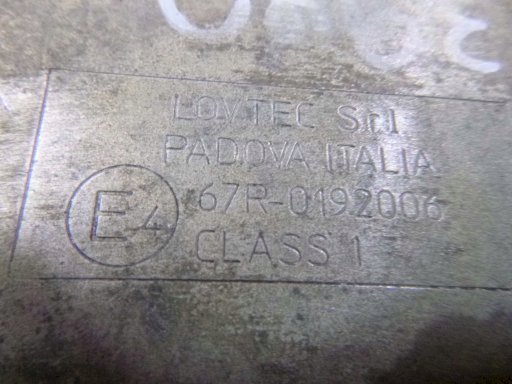 LOVTEC S.r.l
PADOVA ITALIA
E4 67R-0192006
CLASS 1